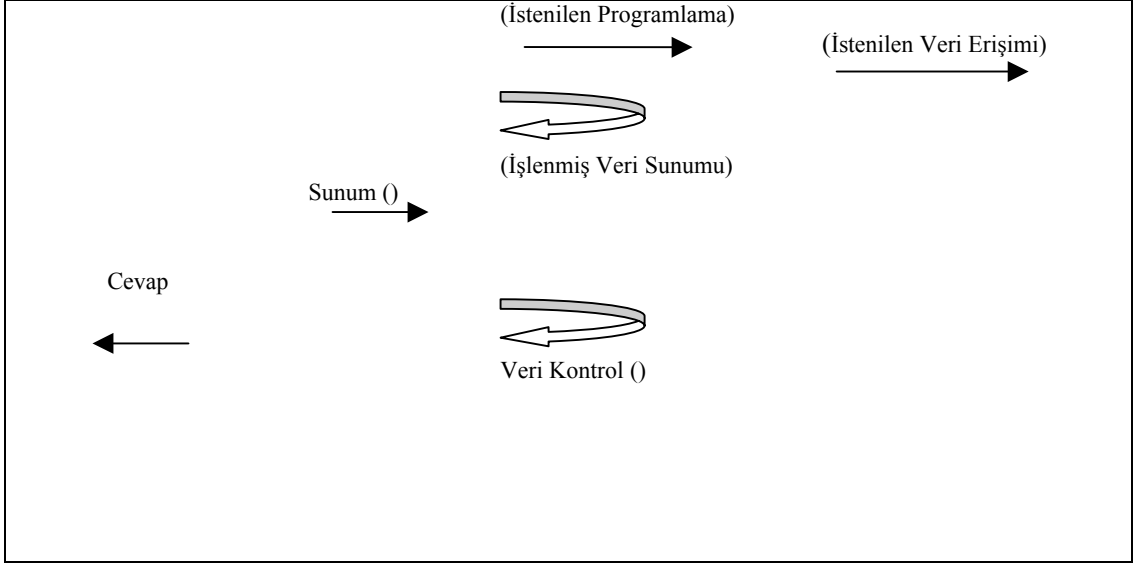 (İstenilen Programlama)
(İstenilen Veri Erişimi)
(İşlenmiş Veri Sunumu)
Sunum ()
Cevap
Veri Kontrol ()